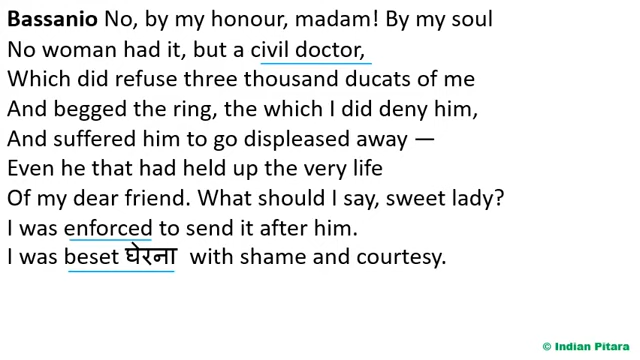 Bassanio No, by my honour, madam! By my soul
No woman had it, but a civil doctor,
Which did refuse three thousand ducats of me
And begged the ring, the which I did deny him,
And suffered him to go displeased away —
Even he that had held up the very life
Of my dear friend. What should I say, sweet lady?
I was enforced to send it after him.
I was beset घेरना with shame and courtesy.
© Indian Pitara